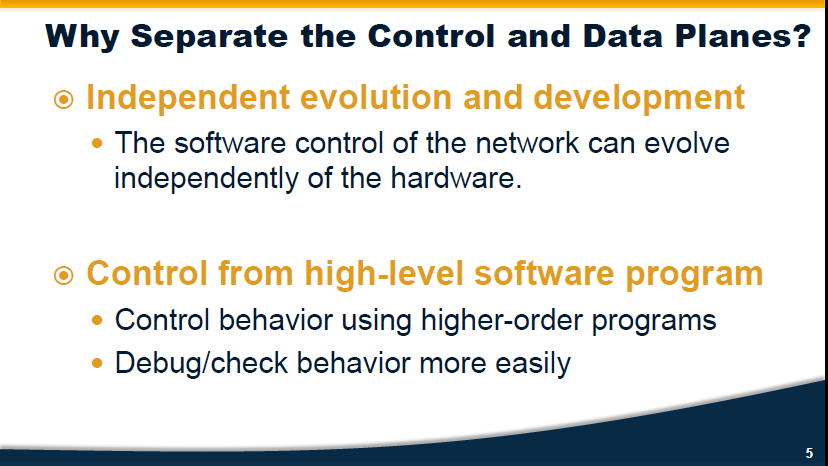 Why Separate the Control and Data Planes?
Independent evolution and development
The software control of the network can evolve
independently of the hardware.
Control from high-level software program
Control behavior using higher-order programs
Debug/check behavior more easily
5